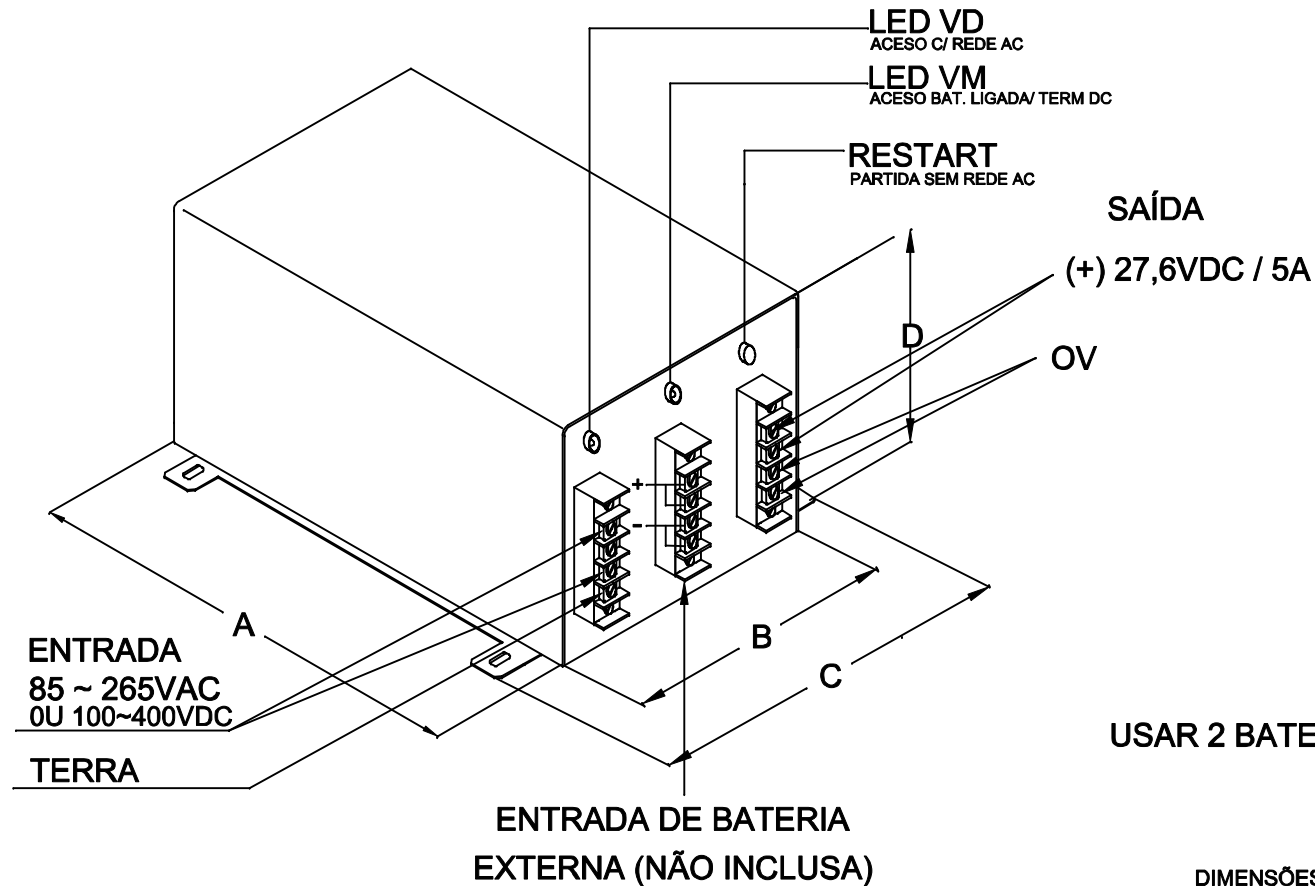 LED VD
ACESO C/ REDE AC
LED VM
ACESO BAT. LIGADA/ TERM DC
RESTART
PARTIDA SEM REDE AC
SAÍDA
(+) 27,6VDC / 5A
D
OV
+
-
A
B
C
ENTRADA
85 ~ 265VAC
0U 100~400VDC
TERRA
USAR 2 BATE
ENTRADA DE BATERIA
EXTERNA (NÃO INCLUSA)
DIMENSÕES